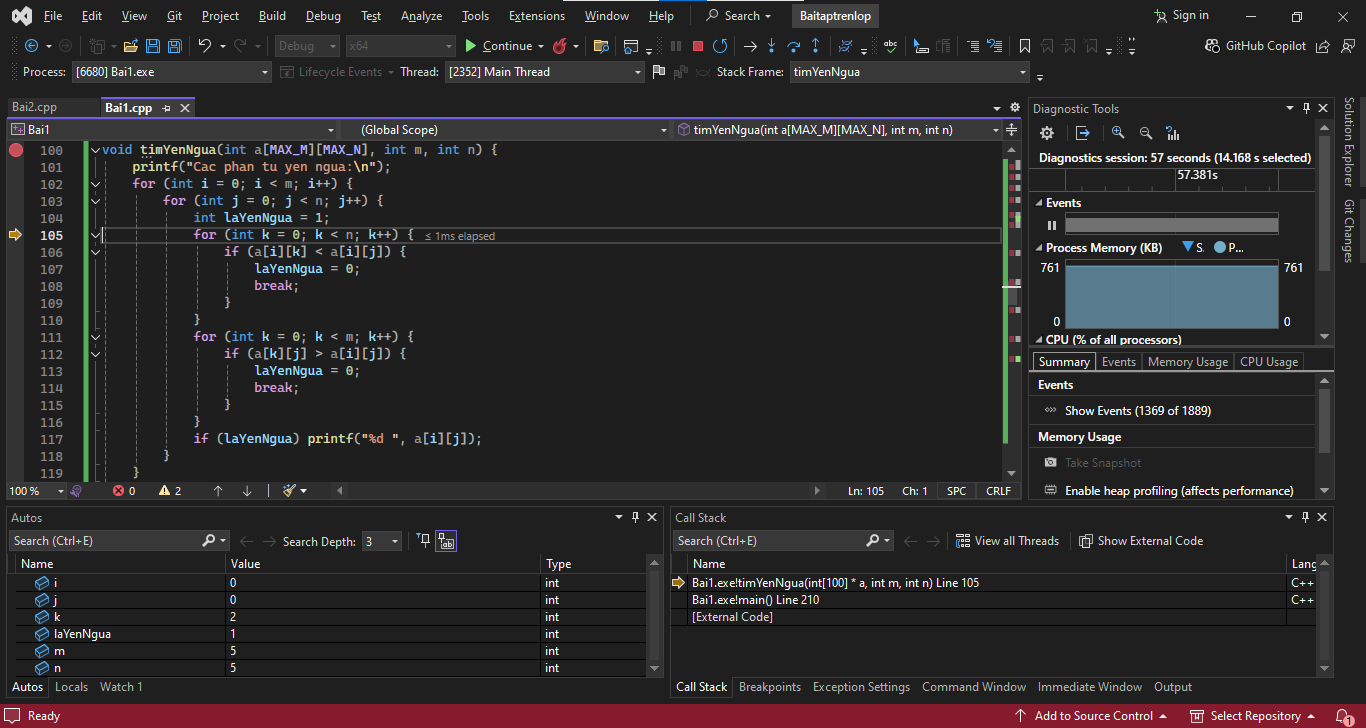 File Edit View Git Project Build Debug Test Analyze Tools Extensions Window Help Search Baitaptrenlop Sign in
Debug x64 Continue GitHub Copilot
Process: [6680] Bai1.exe Lifecycle Events Thread: [2352] Main Thread Stack Frame: timYenNgua
Bai2.cpp Bai1.cpp
Bai1 (Global Scope) timYenNgua(int a[MAX_M][MAX_N], int m, int n)
100 void timYenNgua(int a[MAX_M][MAX_N], int m, int n) {
101 printf("Cac phan tu yen ngua:\n");
102 for (int i = 0; i < m; i++) {
103 for (int j = 0; j < n; j++) {
104 int laYenNgua = 1;
105 for (int k = 0; k < n; k++) { ≤ 1ms elapsed
106 if (a[i][k] < a[i][j]) {
107 laYenNgua = 0;
108 break;
109 }
110 }
111 for (int k = 0; k < m; k++) {
112 if (a[k][j] > a[i][j]) {
113 laYenNgua = 0;
114 break;
115 }
116 }
117 if (laYenNgua) printf("%d ", a[i][j]);
118 }
119 }
100 % 0 2 Ln: 105 Ch: 1 SPC CRLF
Diagnostic Tools
Diagnostics session: 57 seconds (14.168 s selected)
57.381s
Events
Process Memory (KB) S. P...
761 761
0 0
CPU (% of all processors)
Summary Events Memory Usage CPU Usage
Events
Show Events (1369 of 1889)
Memory Usage
Take Snapshot
Enable heap profiling (affects performance)
Solution Explorer
Git Changes
Autos
Search (Ctrl+E) Search Depth: 3
Name Value Type
i 0 int
j 0 int
k 2 int
laYenNgua 1 int
m 5 int
n 5 int
Autos Locals Watch 1
Call Stack
Search (Ctrl+E) View all Threads Show External Code
Name Lang
Bai1.exe!timYenNgua(int[100] * a, int m, int n) Line 105 C++
Bai1.exe!main() Line 210 C++
[External Code]
Call Stack Breakpoints Exception Settings Command Window Immediate Window Output
Ready Add to Source Control Select Repository 1